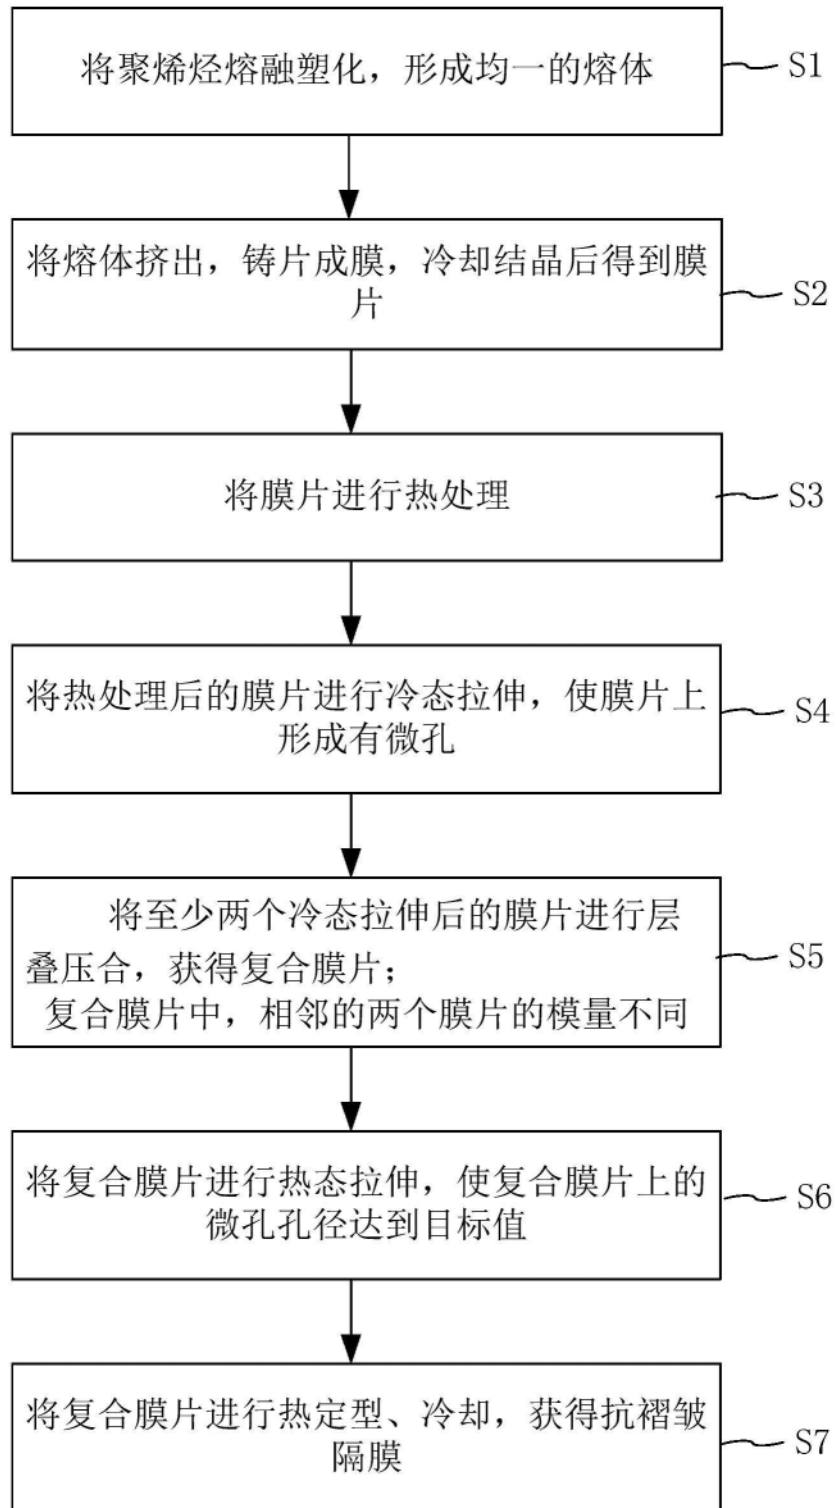 将聚烯烃熔融塑化，形成均一的熔体
S1
将熔体挤出，铸片成膜，冷却结晶后得到膜
片
S2
将膜片进行热处理
S3
将热处理后的膜片进行冷态拉伸，使膜片上
形成有微孔
S4
将至少两个冷态拉伸后的膜片进行层
叠压合，获得复合膜片；
复合膜片中，相邻的两个膜片的模量不同
S5
将复合膜片进行热态拉伸，使复合膜片上的
微孔孔径达到目标值
S6
将复合膜片进行热定型、冷却，获得抗褶皱
隔膜
S7